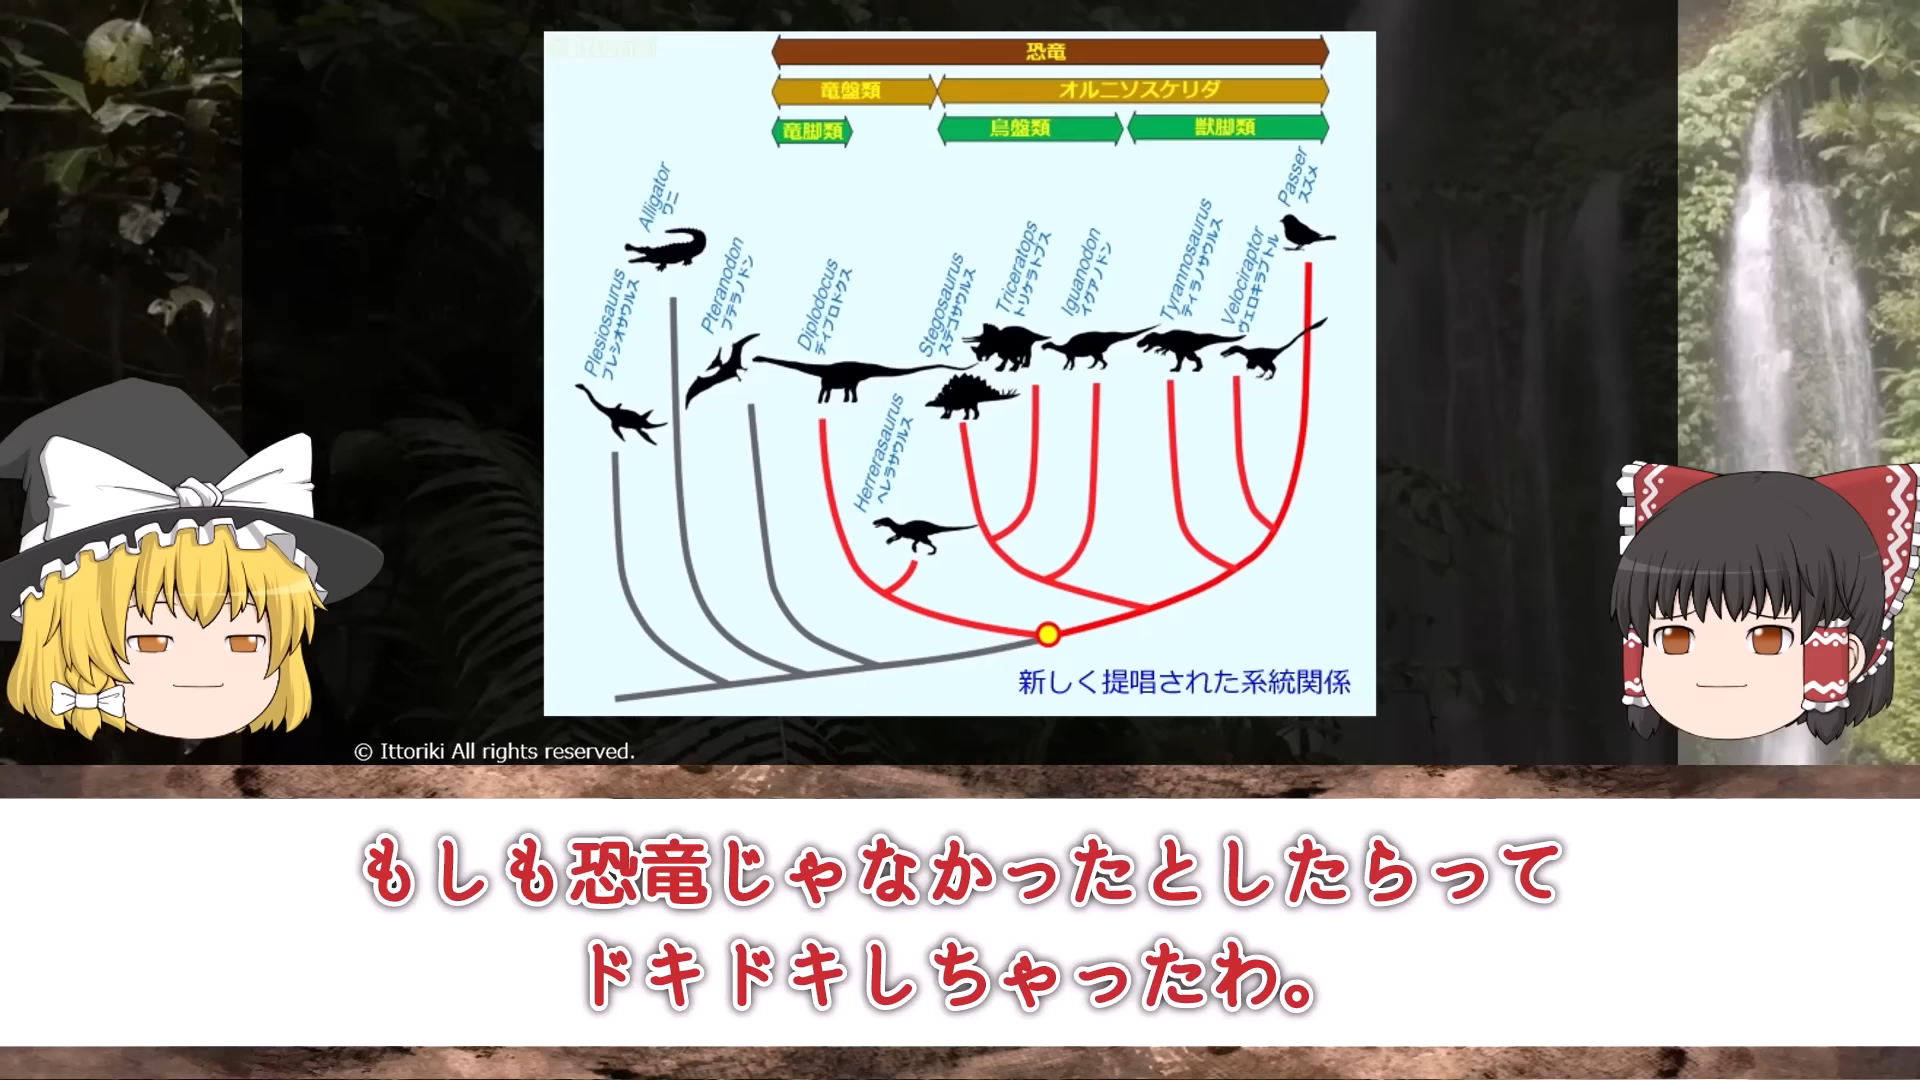 恐竜
竜盤類
オルニソスケリダ
竜脚類
鳥盤類
獣脚類
Plesiosaurus
プレシオサウルス
Alligator
ワニ
Pteranodon
プテラノドン
Diplodocus
ディプロドクス
Herrerasaurus
ヘレラサウルス
Stegosaurus
ステゴサウルス
Triceratops
トリケラトプス
Iguanodon
イグアノドン
Tyrannosaurus
ティラノサウルス
Velociraptor
ヴェロキラプトル
Passer
スズメ
新しく提唱された系統関係
© Ittoriki All rights reserved.
もしも恐竜じゃなかったとしたらって
ドキドキしちゃったわ。